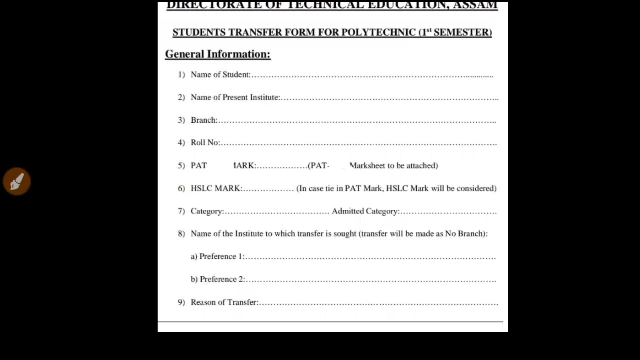 DIRECTORATE OF TECHNICAL EDUCATION, ASSAM
STUDENTS TRANSFER FORM FOR POLYTECHNIC (1st SEMESTER)
General Information:
1) Name of Student:..............................................................................
2) Name of Present Institute:....................................................................
3) Branch:.......................................................................................
4) Roll No:......................................................................................
5) PAT MARK:..................(PAT- Marksheet to be attached)
6) HSLC MARK:.................. (In case tie in PAT Mark, HSLC Mark will be considered)
7) Category:.................................... Admitted Category:.................................
8) Name of the Institute to which transfer is sought (transfer will be made as No Branch):
a) Preference 1:....................................................................................
b) Preference 2:....................................................................................
9) Reason of Transfer:..............................................................................